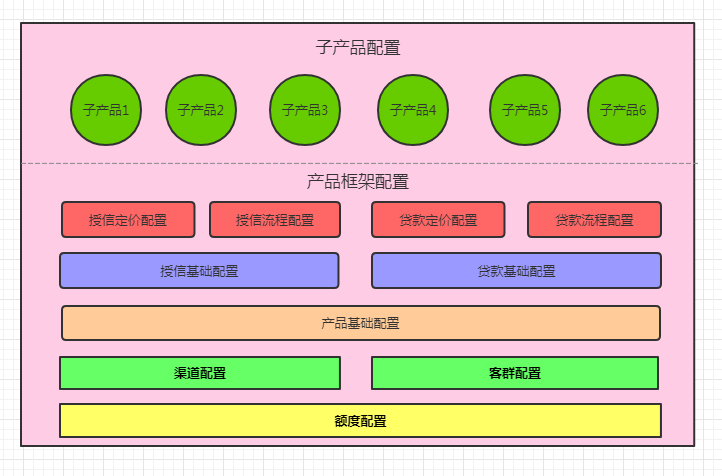 子产品配置
子产品1 子产品2 子产品3 子产品4 子产品5 子产品6
产品框架配置
授信定价配置 授信流程配置 贷款定价配置 贷款流程配置
授信基础配置 贷款基础配置
产品基础配置
渠道配置 客群配置
额度配置